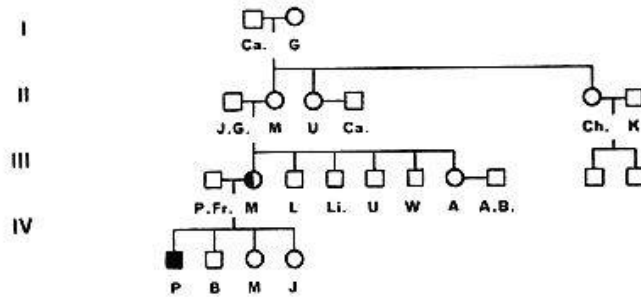 I
Ca. G
II
J.G. M U Ca. Ch. K
III
P.Fr. M L Li. U W A A.B.
IV
P B M J